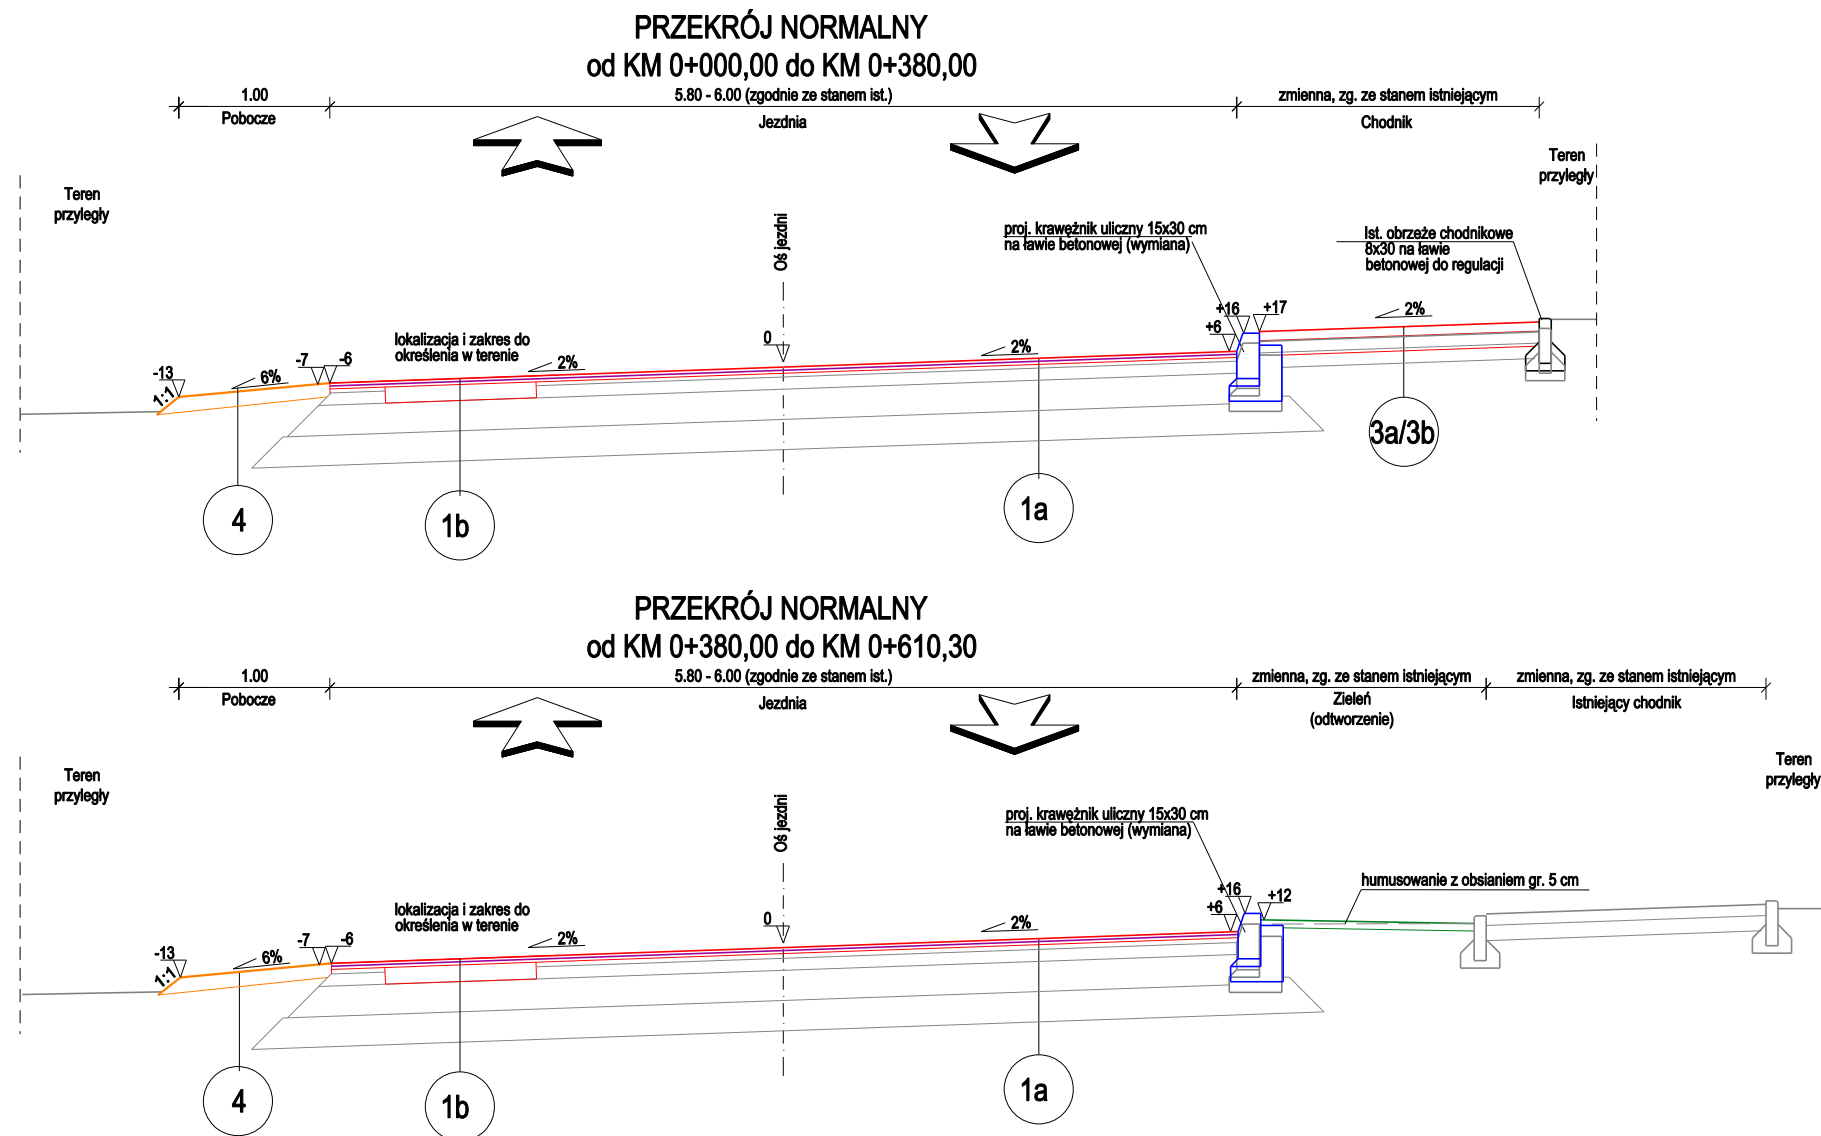 PRZEKRÓJ NORMALNY
od KM 0+000,00 do KM 0+380,00
1.00
5.80 - 6.00 (zgodnie ze stanem ist.)
zmienna, zg. ze stanem istniejącym
Pobocze
Jezdnia
Chodnik
Teren
przyległy
Teren
przyległy
Oś jezdni
proj. krawężnik uliczny 15x30 cm
na ławie betonowej (wymiana)
Ist. obrzeże chodnikowe
8x30 na ławie
betonowej do regulacji
+16
+17
2%
+6
0
lokalizacja i zakres do
określenia w terenie
2%
2%
-7
-6
-13
6%
1:1
3a/3b
4
1b
1a
PRZEKRÓJ NORMALNY
od KM 0+380,00 do KM 0+610,30
1.00
5.80 - 6.00 (zgodnie ze stanem ist.)
zmienna, zg. ze stanem istniejącym
zmienna, zg. ze stanem istniejącym
Pobocze
Jezdnia
Zieleń
(odtworzenie)
Istniejący chodnik
Teren
przyległy
Teren
przyległy
Oś jezdni
proj. krawężnik uliczny 15x30 cm
na ławie betonowej (wymiana)
humusowanie z obsianiem gr. 5 cm
+16
+12
+6
0
lokalizacja i zakres do
określenia w terenie
2%
2%
-7
-6
-13
6%
1:1
4
1b
1a